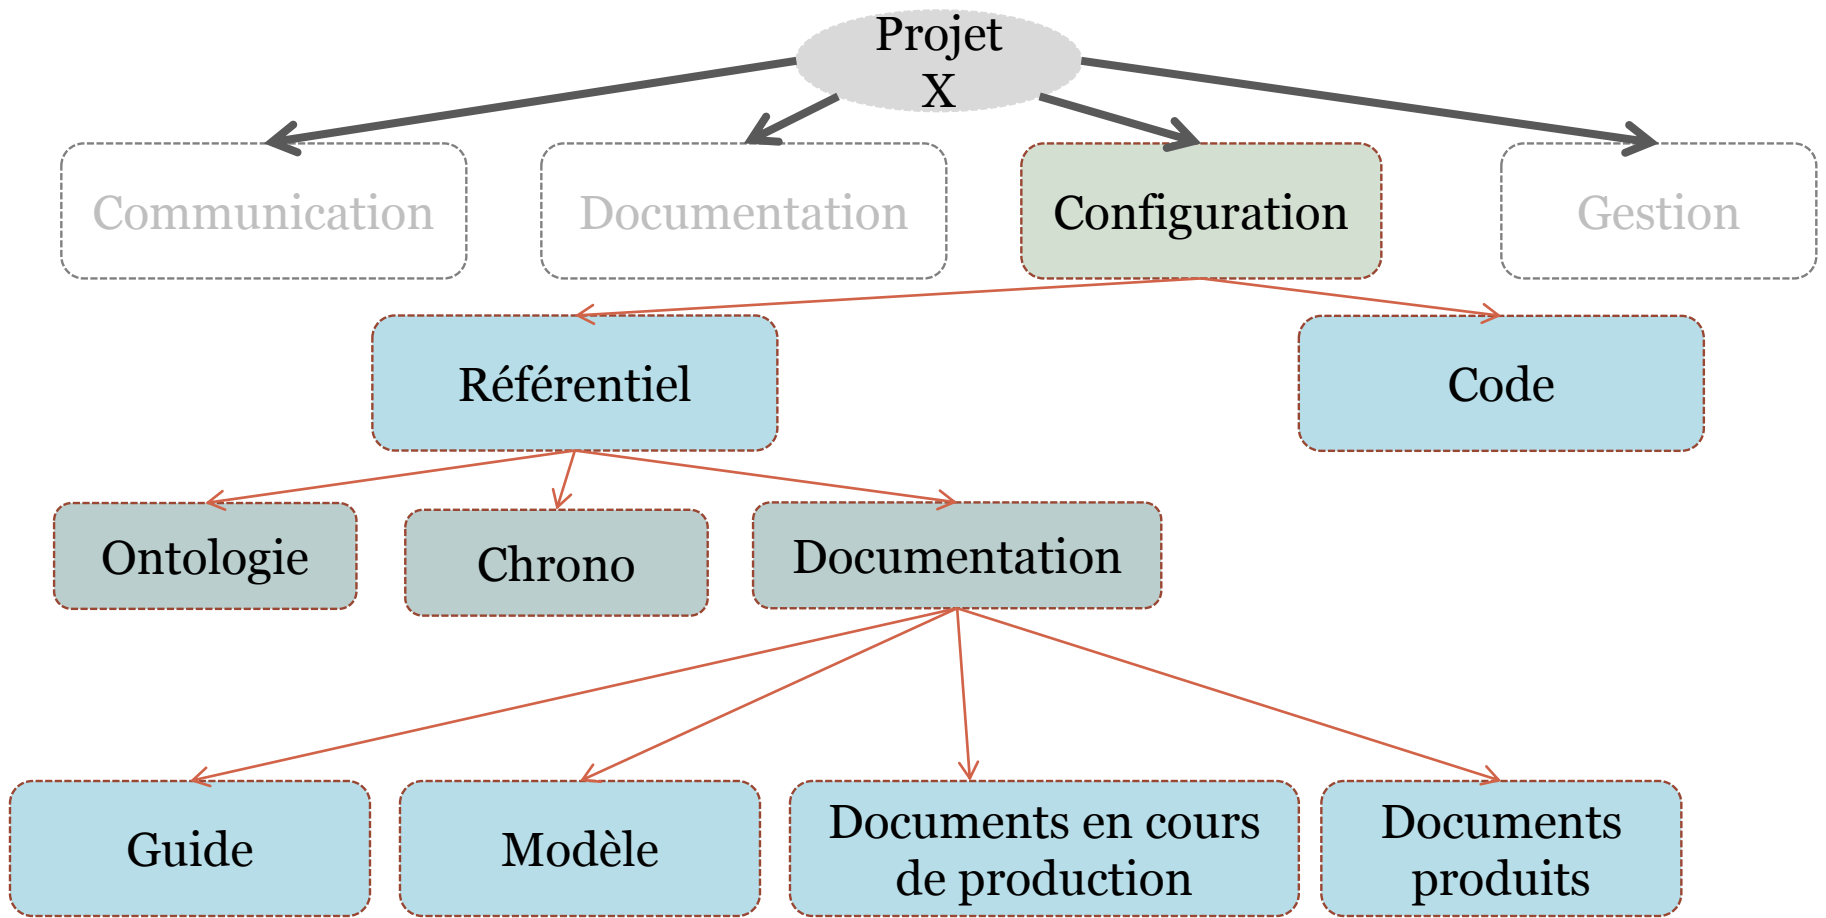 Projet
X
Communication
Documentation
Configuration
Gestion
Référentiel
Code
Ontologie
Chrono
Documentation
Guide
Modèle
Documents en cours
de production
Documents
produits